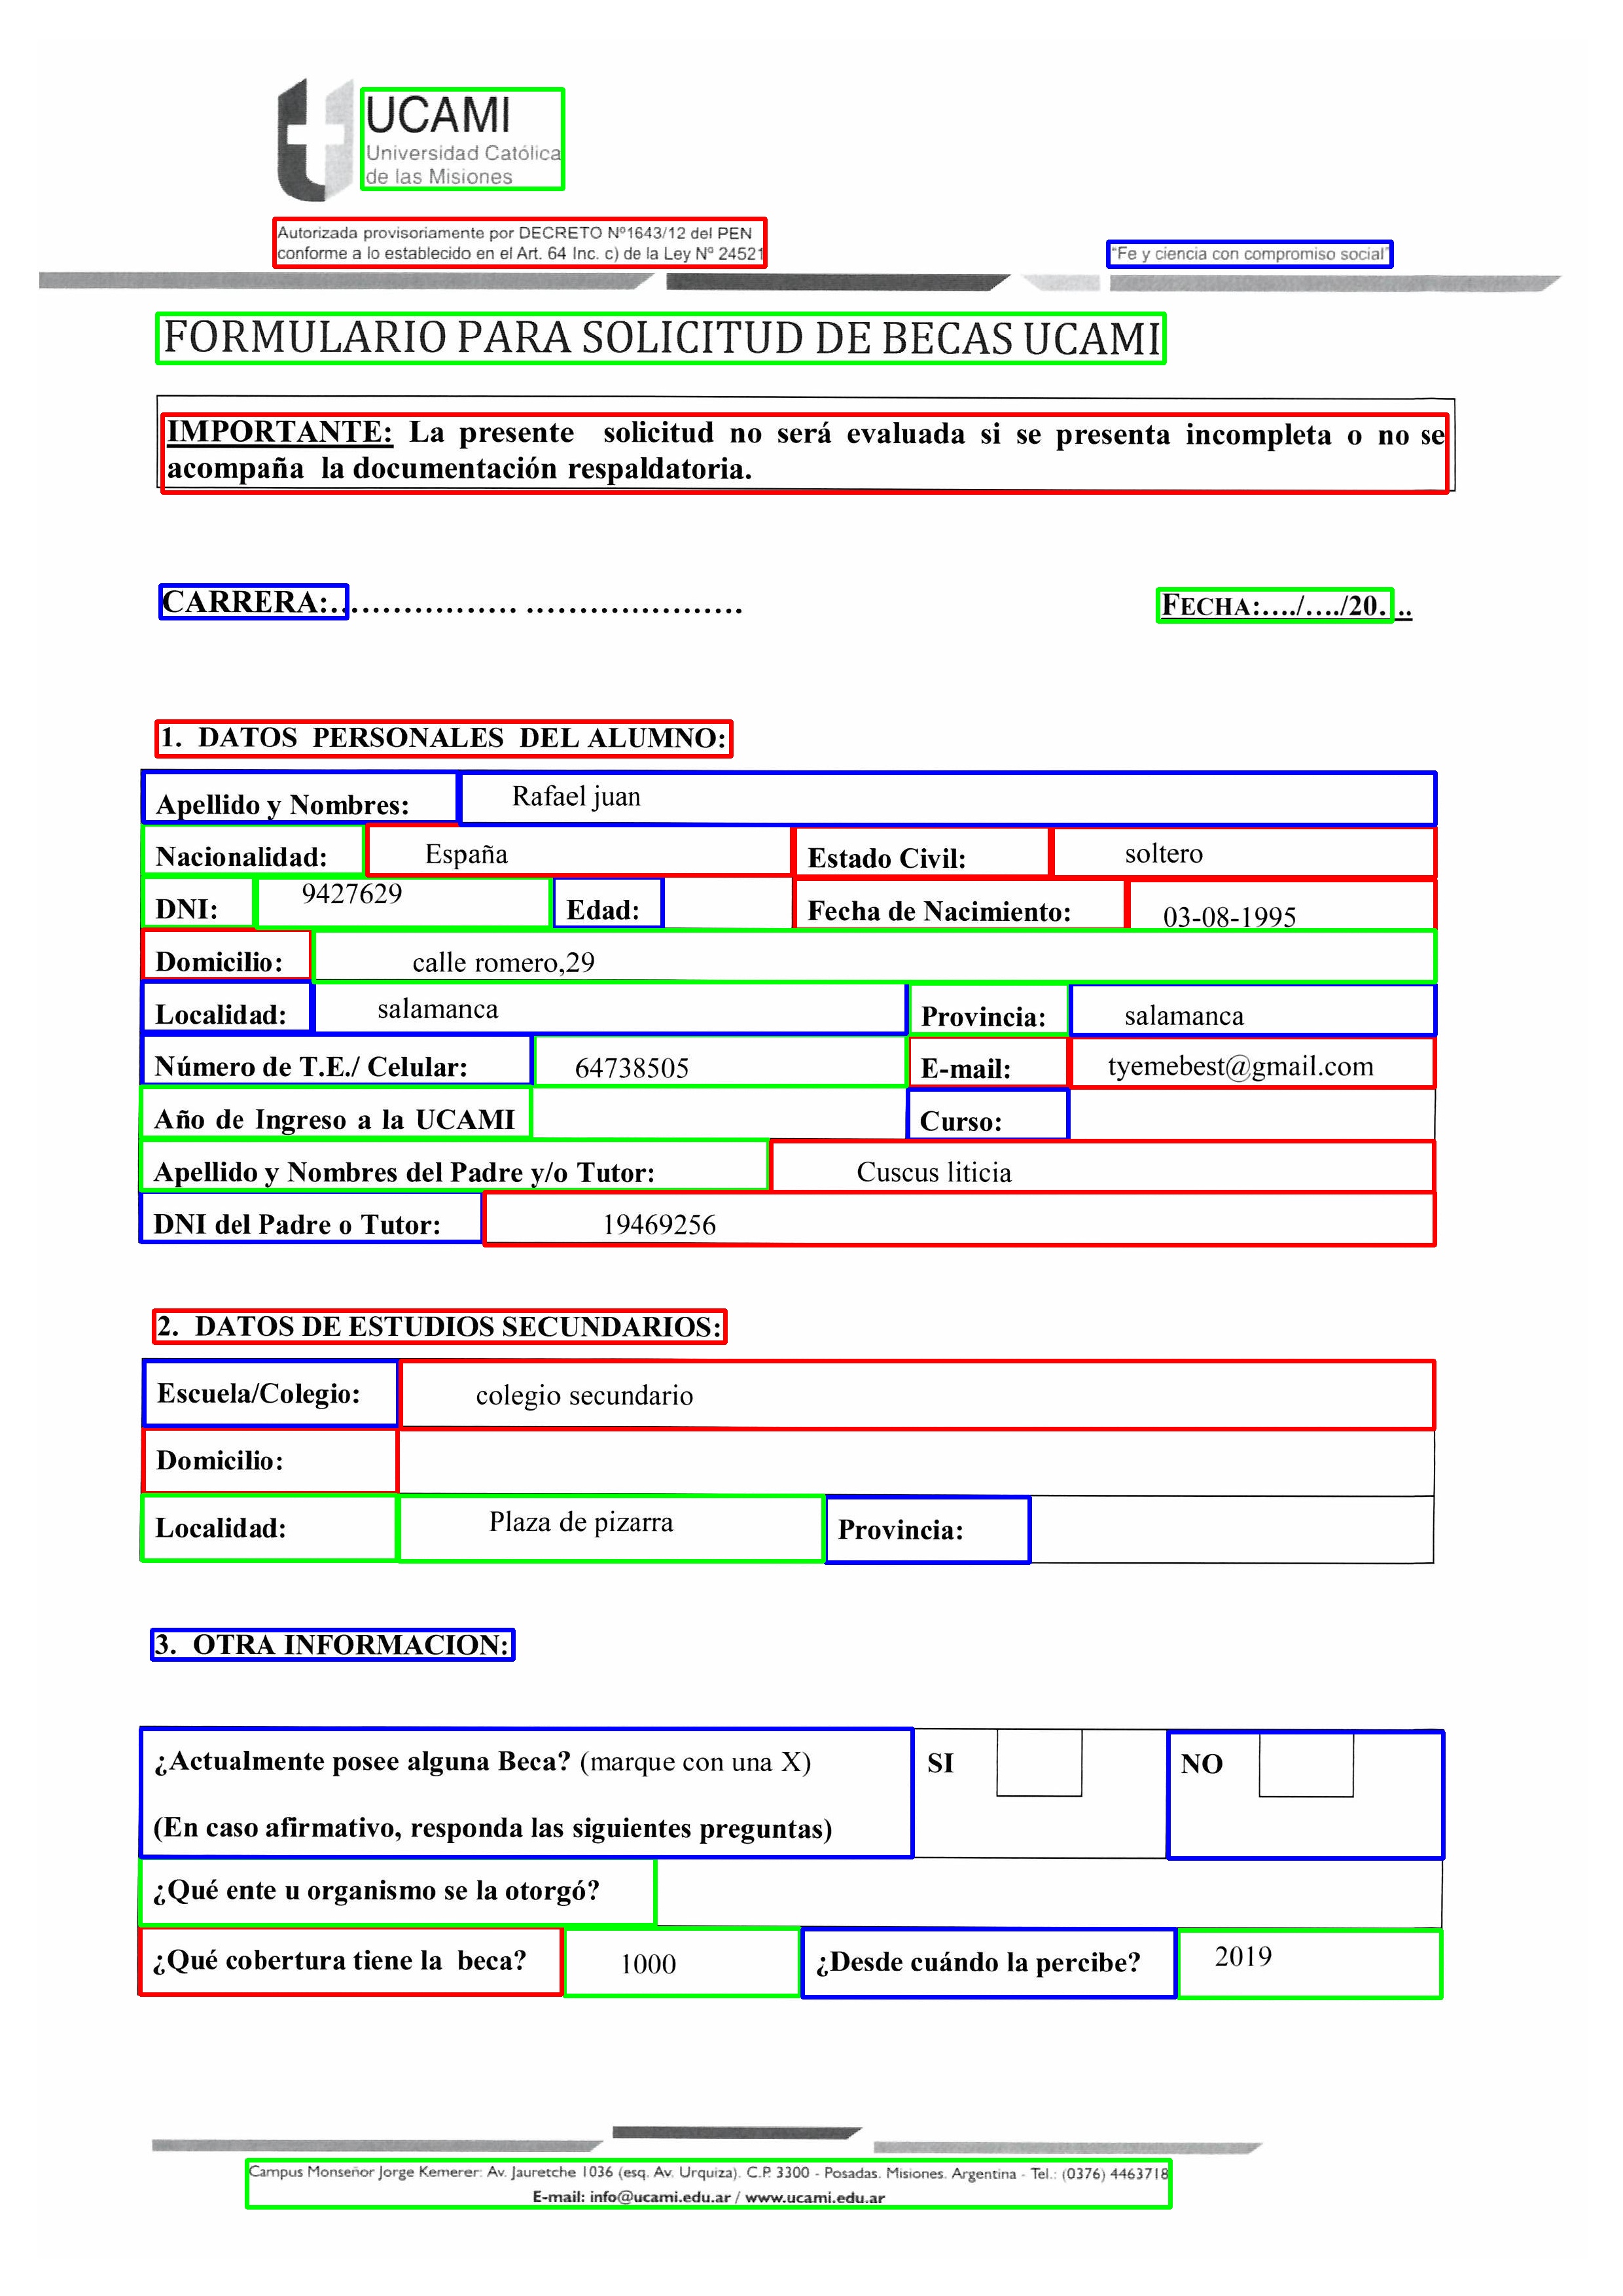 UCAMI
Universidad Católica
de las Misiones
Autorizada provisoriamente por DECRETO Nº1643/12 del PEN
conforme a lo establecido en el Art. 64 Inc. c) de la Ley Nº 24521
"Fe y ciencia con compromiso social"
FORMULARIO PARA SOLICITUD DE BECAS UCAMI
IMPORTANTE: La presente solicitud no será evaluada si se presenta incompleta o no se
acompaña la documentación respaldatoria.
CARRERA:.................. ..................... FECHA:..../..../20....
1. DATOS PERSONALES DEL ALUMNO:
Apellido y Nombres: Rafael juan
Nacionalidad: España Estado Civil: soltero
DNI: 9427629 Edad: Fecha de Nacimiento: 03-08-1995
Domicilio: calle romero,29
Localidad: salamanca Provincia: salamanca
Número de T.E./ Celular: 64738505 E-mail: tyemebest@gmail.com
Año de Ingreso a la UCAMI Curso:
Apellido y Nombres del Padre y/o Tutor: Cuscus liticia
DNI del Padre o Tutor: 19469256
2. DATOS DE ESTUDIOS SECUNDARIOS:
Escuela/Colegio: colegio secundario
Domicilio:
Localidad: Plaza de pizarra Provincia:
3. OTRA INFORMACION:
¿Actualmente posee alguna Beca? (marque con una X) SI NO
(En caso afirmativo, responda las siguientes preguntas)
¿Qué ente u organismo se la otorgó?
¿Qué cobertura tiene la beca? 1000 ¿Desde cuándo la percibe? 2019
Campus Monseñor Jorge Kemerer: Av. Jauretche 1036 (esq. Av. Urquiza). C.P. 3300 - Posadas. Misiones. Argentina - Tel.: (0376) 4463718
E-mail: info@ucami.edu.ar / www.ucami.edu.ar